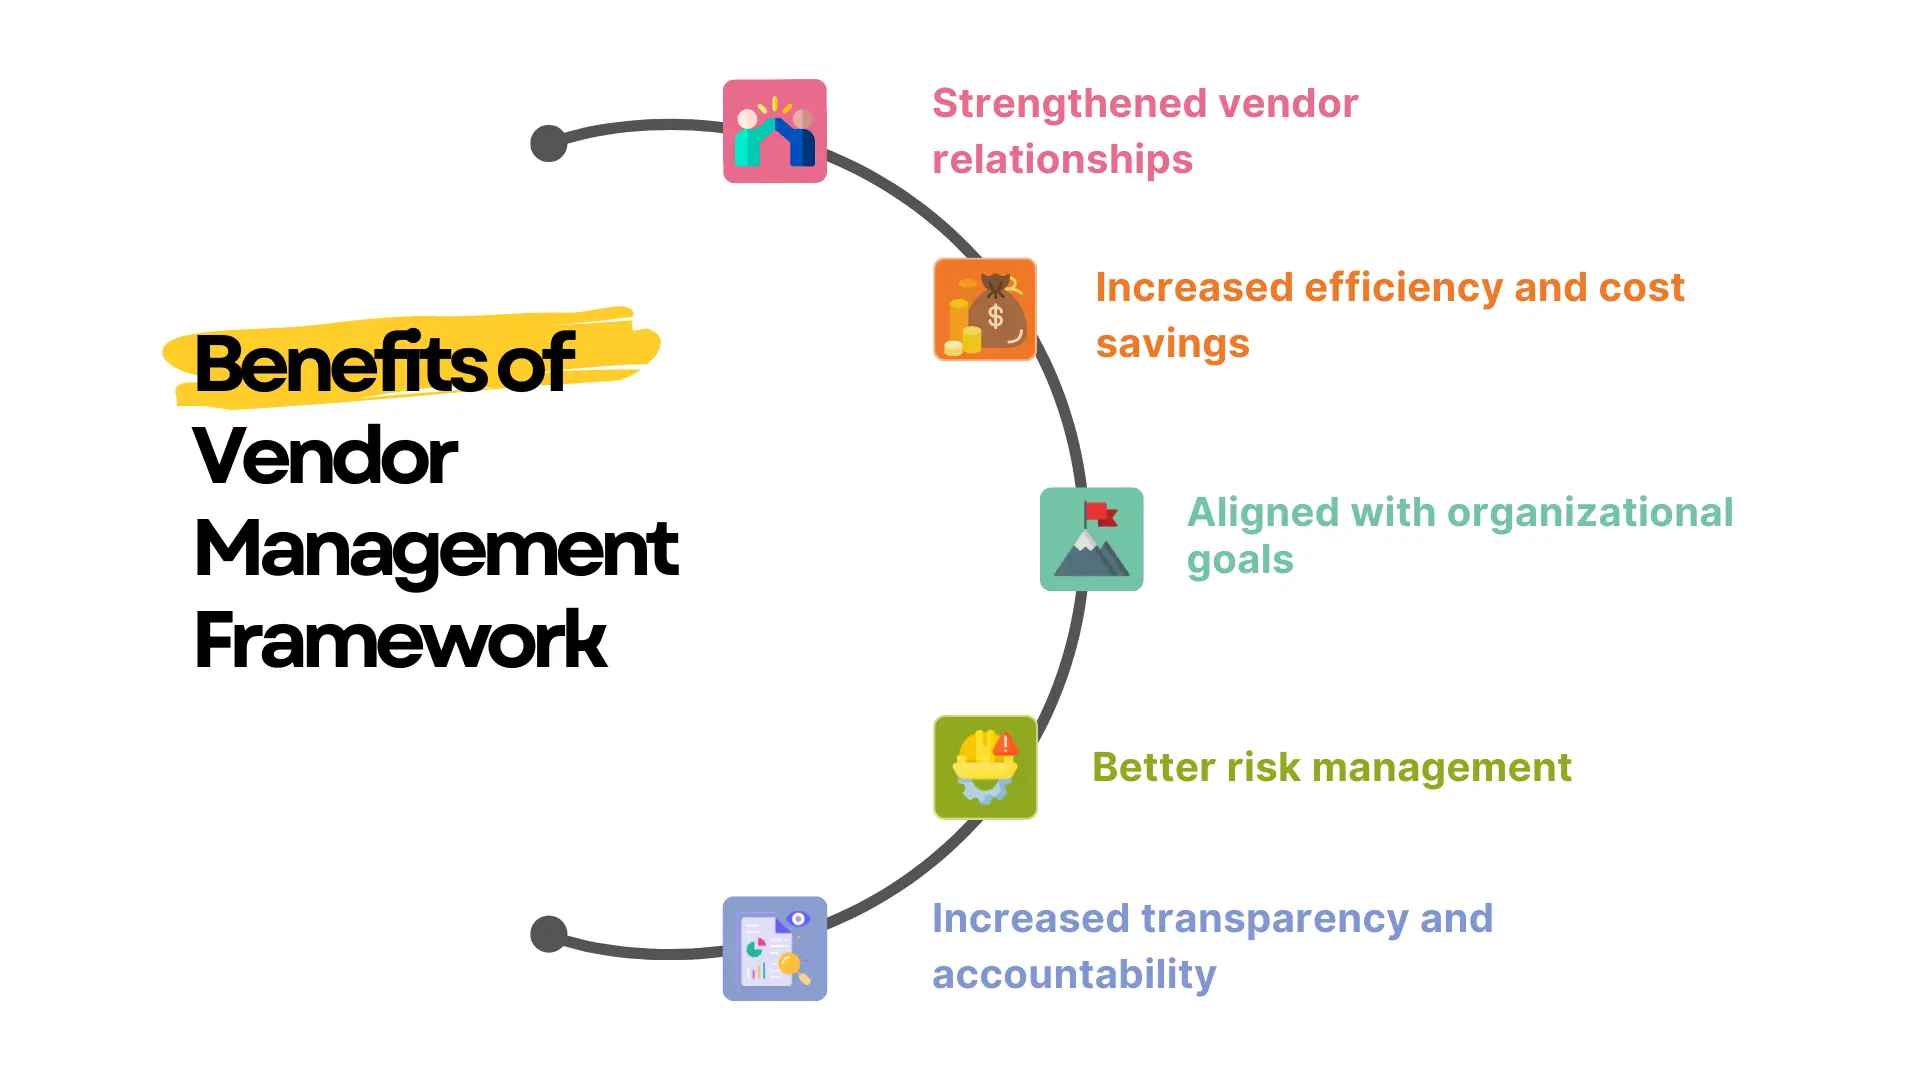 Benefits of
Vendor
Management
Framework
Strengthened vendor
relationships
$
Increased efficiency and cost
savings
Aligned with organizational
goals
Better risk management
Increased transparency and
accountability